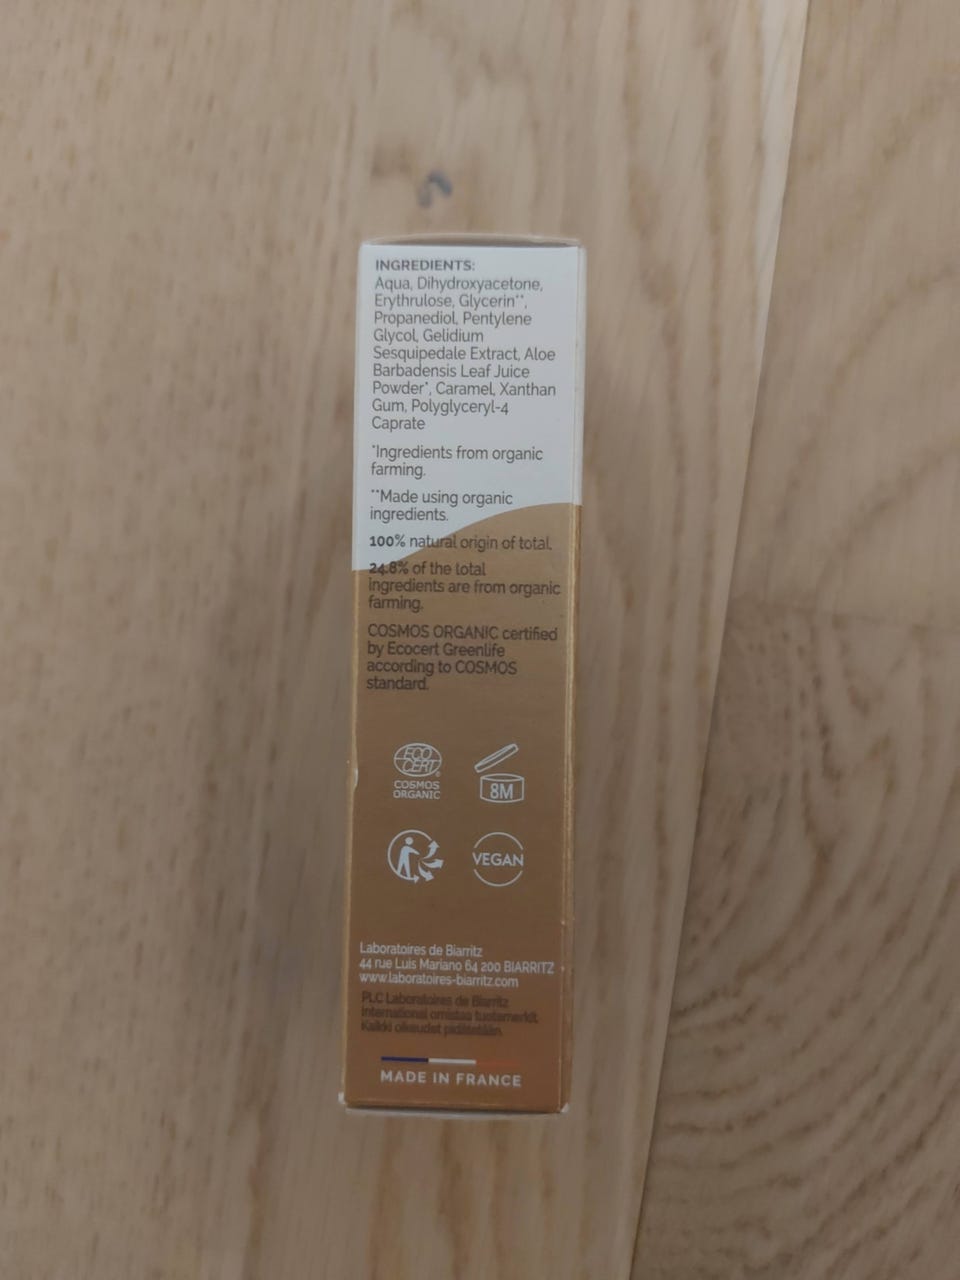 INGREDIENTS:
Aqua, Dihydroxyacetone,
Erythrulose, Glycerin**,
Propanediol, Pentylene
Glycol, Gelidium
Sesquipedale Extract, Aloe
Barbadensis Leaf Juice
Powder*, Caramel, Xanthan
Gum, Polyglyceryl-4
Caprate
*Ingredients from organic
farming.
**Made using organic
ingredients.
100% natural origin of total.
24.8% of the total
ingredients are from organic
farming.
COSMOS ORGANIC certified
by Ecocert Greenlife
according to COSMOS
standard.
ECO
CERT
COSMOS
ORGANIC
8M
VEGAN
Laboratoires de Biarritz
44 rue Luis Mariano 64 200 BIARRITZ
www.laboratoires-biarritz.com
PLC Laboratoires de Biarritz
International omistaa tuotemerkit.
Kaikki oikeudet pidätetään.
MADE IN FRANCE